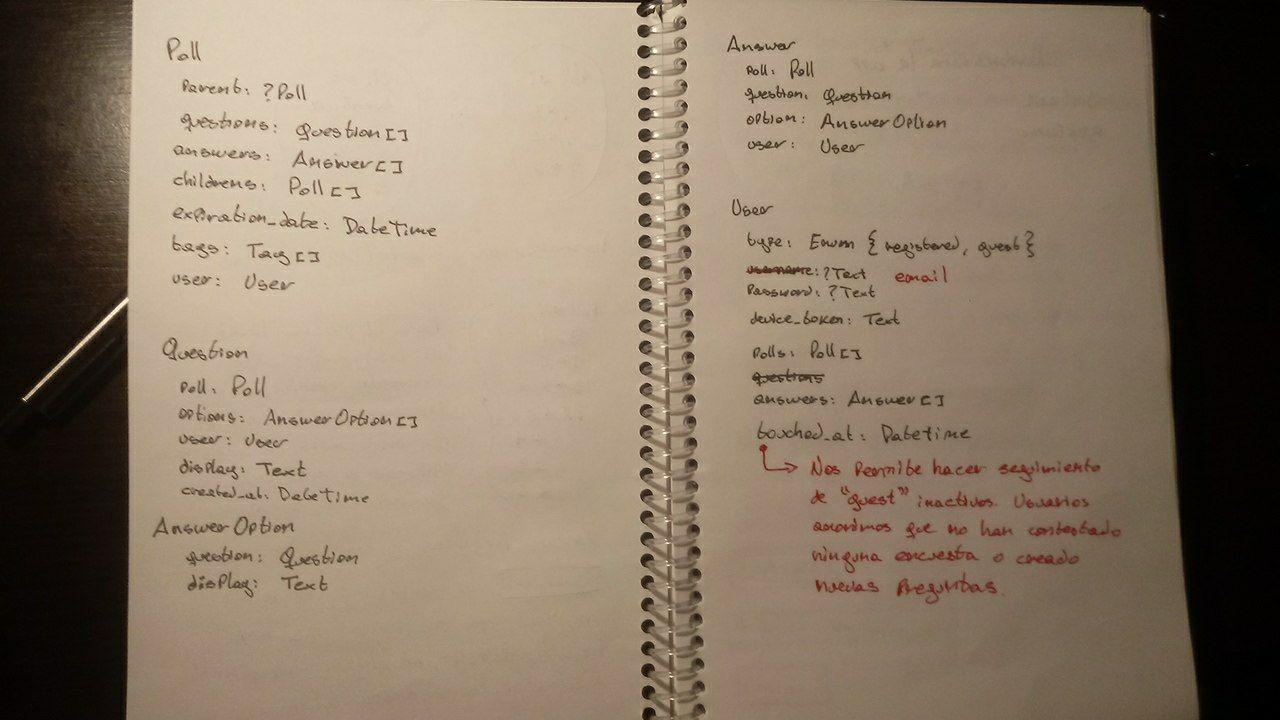 Poll
Parent: ?Poll
questions: Question[]
answers: Answer[]
childrens: Poll[]
expiration_date: DateTime
tags: Tag[]
user: User
Question
Poll: Poll
options: AnswerOption[]
user: User
display: Text
created_at: DateTime
AnswerOption
question: Question
display: Text
Answer
Poll: Poll
question: Question
option: AnswerOption
user: User
User
type: Enum { registered, guest }
username: ?Text email
Password: ?Text
device_token: Text
Polls: Poll[]
questions
answers: Answer[]
touched_at: Datetime
Nos Permite hacer seguimiento
de "guest" inactivos. Usuarios
anonimos que no han contestado
ninguna encuesta o creado
nuevas Preguntas.